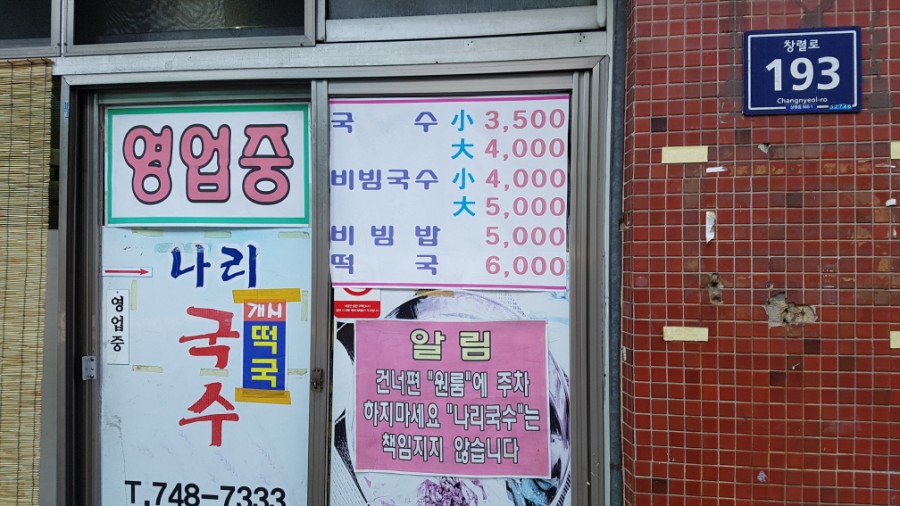 영업중
나리
국수
개시
떡국
영업중
T.748-7333
국 수 小 3,500
大 4,000
비빔국수 小 4,000
大 5,000
비빔밥 5,000
떡 국 6,000
알림
건너편 "원룸"에 주차
하지마세요 "나리국수"는
책임지지 않습니다
창렬로
193
Changnyeol-ro